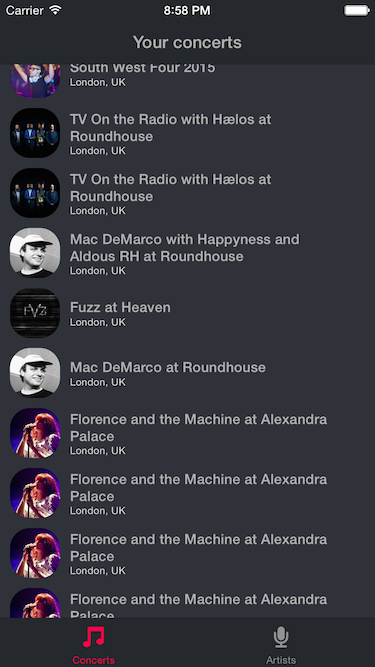 Carrier 8:58 PM
Your concerts
South West Four 2015
London, UK
TV On the Radio with Hælos at
Roundhouse
London, UK
TV On the Radio with Hælos at
Roundhouse
London, UK
Mac DeMarco with Happyness and
Aldous RH at Roundhouse
London, UK
FVZZ
Fuzz at Heaven
London, UK
Mac DeMarco at Roundhouse
London, UK
Florence and the Machine at Alexandra
Palace
London, UK
Florence and the Machine at Alexandra
Palace
London, UK
Florence and the Machine at Alexandra
Palace
London, UK
Florence and the Machine at Alexandra
Palace
Concerts Artists